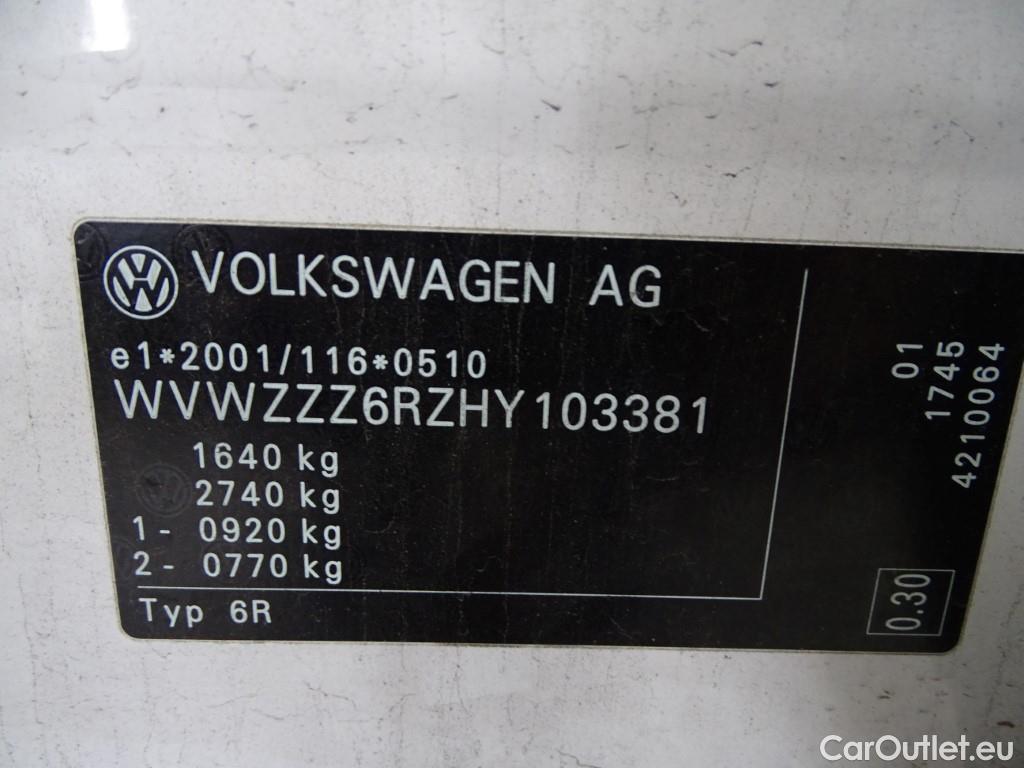 VOLKSWAGEN AG
e1*2001/116*0510
WVWZZZ6RZHY103381
1640 kg
2740 kg
1- 0920 kg
2- 0770 kg
Typ 6R
01
1745
42100064
0.30
CarOutlet.eu